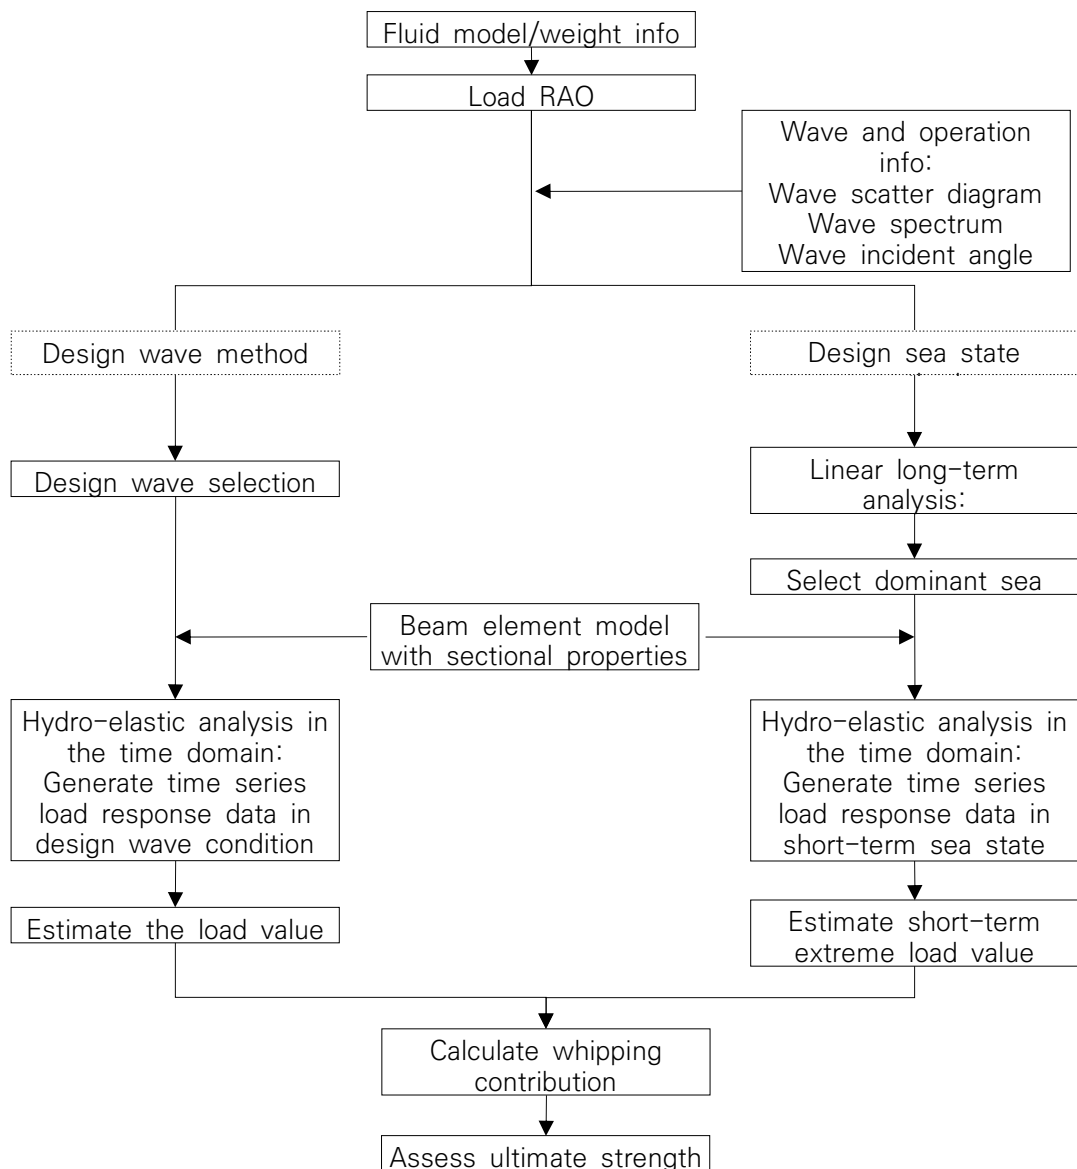 Fluid model/weight info
Load RAO
Wave and operation
info:
Wave scatter diagram
Wave spectrum
Wave incident angle
Design wave method
Design sea state
Design wave selection
Linear long-term
analysis:
Select dominant sea
Beam element model
with sectional properties
Hydro-elastic analysis in
the time domain:
Generate time series
load response data in
design wave condition
Hydro-elastic analysis in
the time domain:
Generate time series
load response data in
short-term sea state
Estimate the load value
Estimate short-term
extreme load value
Calculate whipping
contribution
Assess ultimate strength